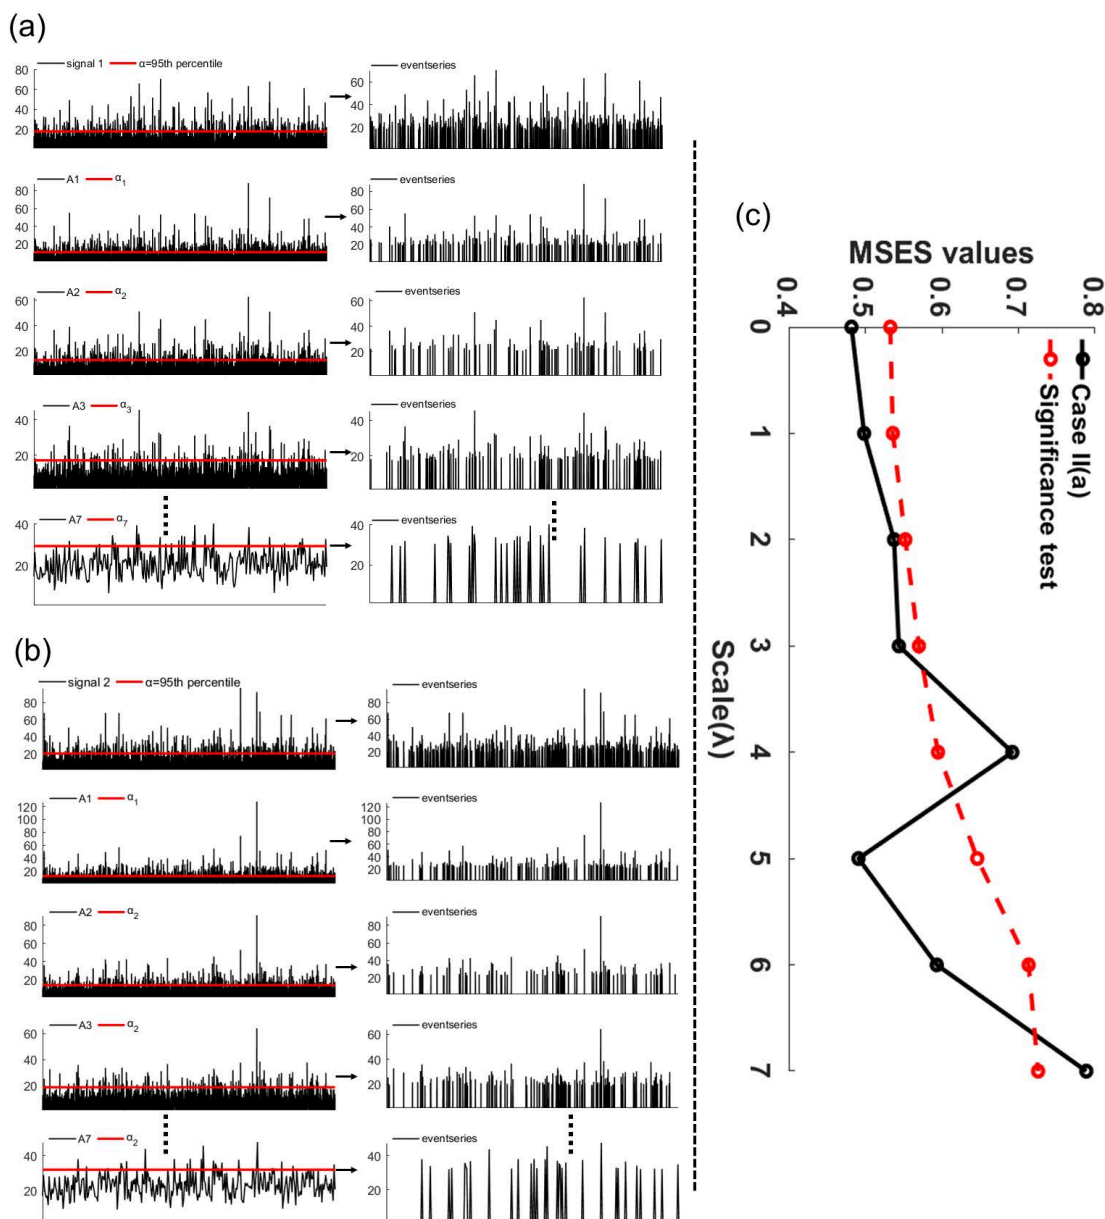 (a)
signal 1 α=95th percentile
80
60
40
20
eventseries
60
40
20
A1 α1
80
60
40
20
eventseries
80
60
40
20
A2 α2
60
40
20
eventseries
60
40
20
A3 α3
40
20
eventseries
40
20
A7 α7
40
20
eventseries
40
20
(b)
signal 2 α=95th percentile
80
60
40
20
eventseries
80
60
40
20
A1 α1
120
100
80
60
40
20
eventseries
120
100
80
60
40
20
A2 α2
80
60
40
20
eventseries
80
60
40
20
A3 α2
60
40
20
eventseries
60
40
20
A7 α2
40
20
eventseries
40
20
(c)
MSES values
0.4 0.5 0.6 0.7 0.8
Case II(a)
Significance test
Scale(λ)
0
1
2
3
4
5
6
7